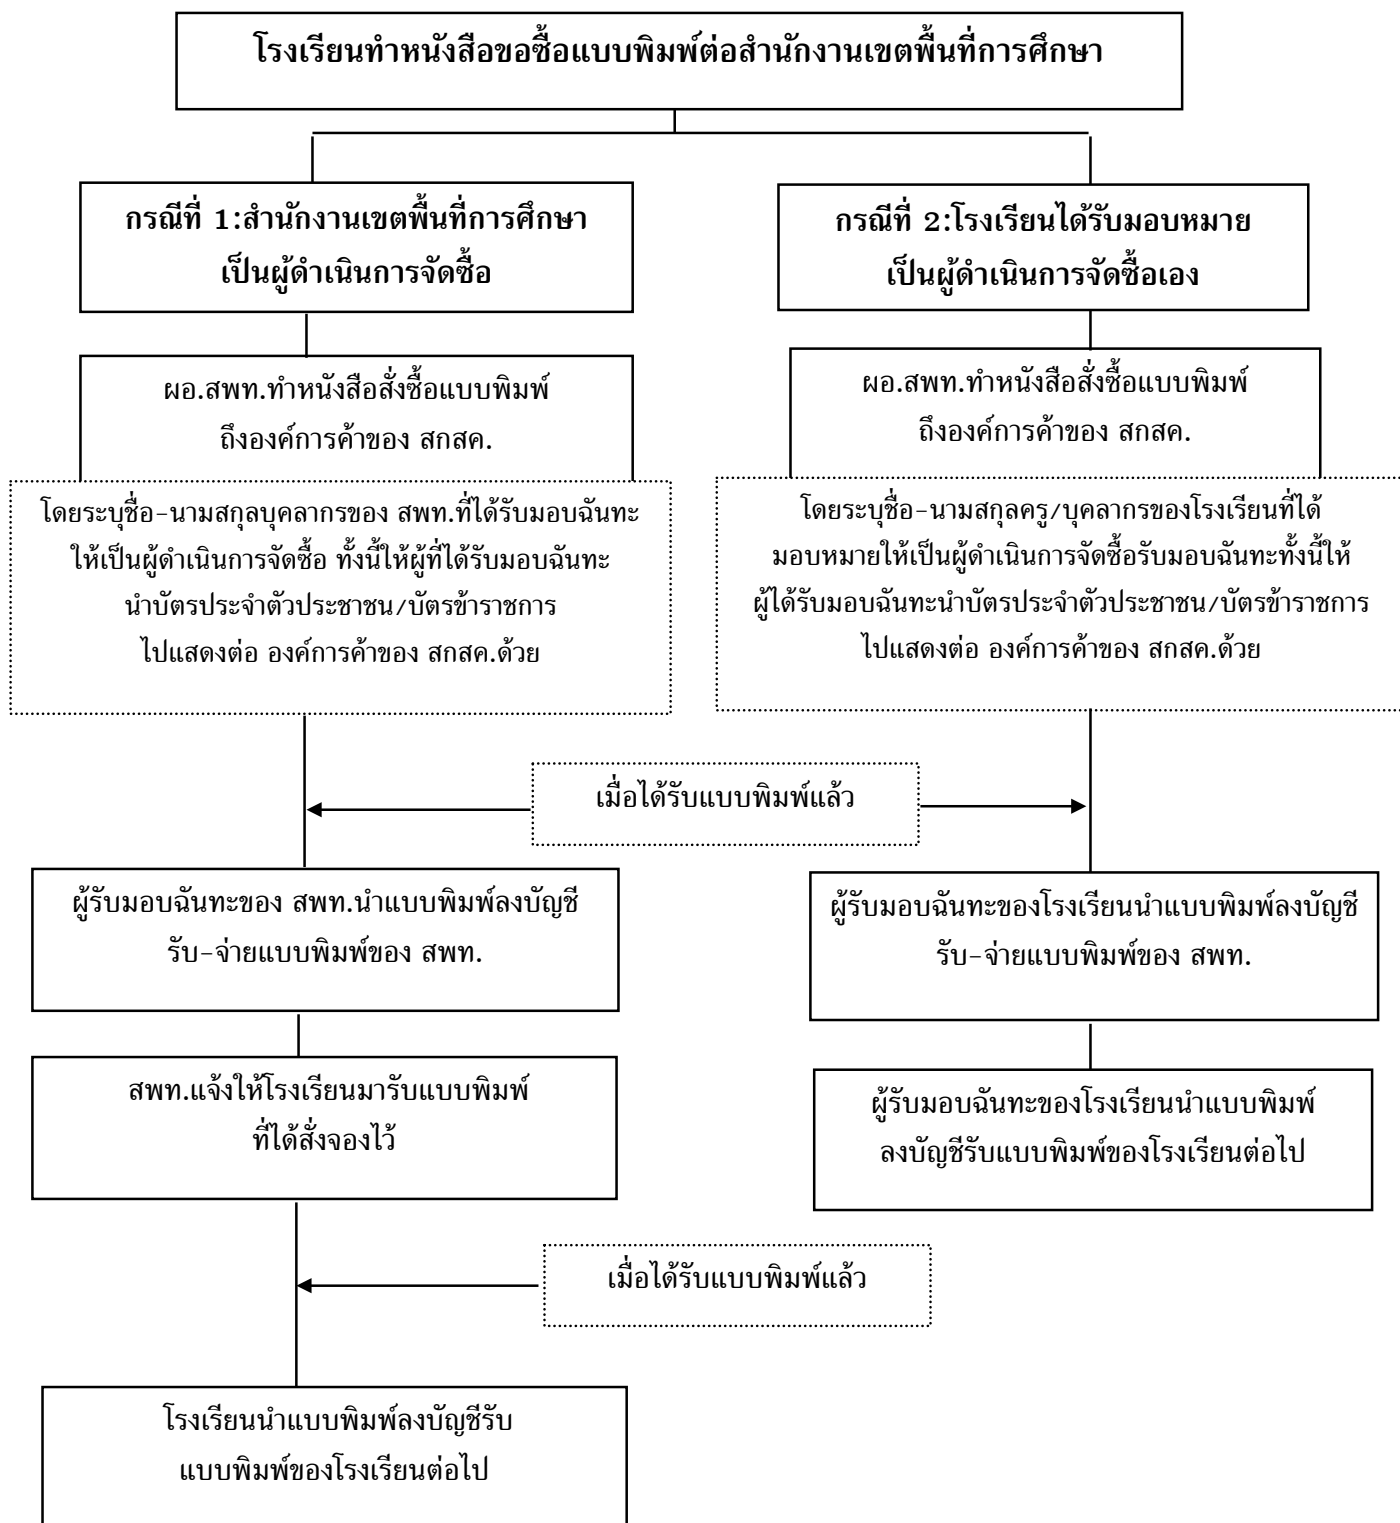 โรงเรียนทำหนังสือขอซื้อแบบพิมพ์ต่อสำนักงานเขตพื้นที่การศึกษา
กรณีที่ 1:สำนักงานเขตพื้นที่การศึกษา
เป็นผู้ดำเนินการจัดซื้อ
กรณีที่ 2:โรงเรียนได้รับมอบหมาย
เป็นผู้ดำเนินการจัดซื้อเอง
ผอ.สพท.ทำหนังสือสั่งซื้อแบบพิมพ์
ถึงองค์การค้าของ สกสค.
ผอ.สพท.ทำหนังสือสั่งซื้อแบบพิมพ์
ถึงองค์การค้าของ สกสค.
โดยระบุชื่อ-นามสกุลบุคลากรของ สพท.ที่ได้รับมอบฉันทะ
ให้เป็นผู้ดำเนินการจัดซื้อ ทั้งนี้ให้ผู้ที่ได้รับมอบฉันทะ
นำบัตรประจำตัวประชาชน/บัตรข้าราชการ
ไปแสดงต่อ องค์การค้าของ สกสค.ด้วย
โดยระบุชื่อ-นามสกุลครู/บุคลากรของโรงเรียนที่ได้
มอบหมายให้เป็นผู้ดำเนินการจัดซื้อรับมอบฉันทะทั้งนี้ให้
ผู้ได้รับมอบฉันทะนำบัตรประจำตัวประชาชน/บัตรข้าราชการ
ไปแสดงต่อ องค์การค้าของ สกสค.ด้วย
เมื่อได้รับแบบพิมพ์แล้ว
ผู้รับมอบฉันทะของ สพท.นำแบบพิมพ์ลงบัญชี
รับ-จ่ายแบบพิมพ์ของ สพท.
ผู้รับมอบฉันทะของโรงเรียนนำแบบพิมพ์ลงบัญชี
รับ-จ่ายแบบพิมพ์ของ สพท.
สพท.แจ้งให้โรงเรียนมารับแบบพิมพ์
ที่ได้สั่งจองไว้
ผู้รับมอบฉันทะของโรงเรียนนำแบบพิมพ์
ลงบัญชีรับแบบพิมพ์ของโรงเรียนต่อไป
เมื่อได้รับแบบพิมพ์แล้ว
โรงเรียนนำแบบพิมพ์ลงบัญชีรับ
แบบพิมพ์ของโรงเรียนต่อไป